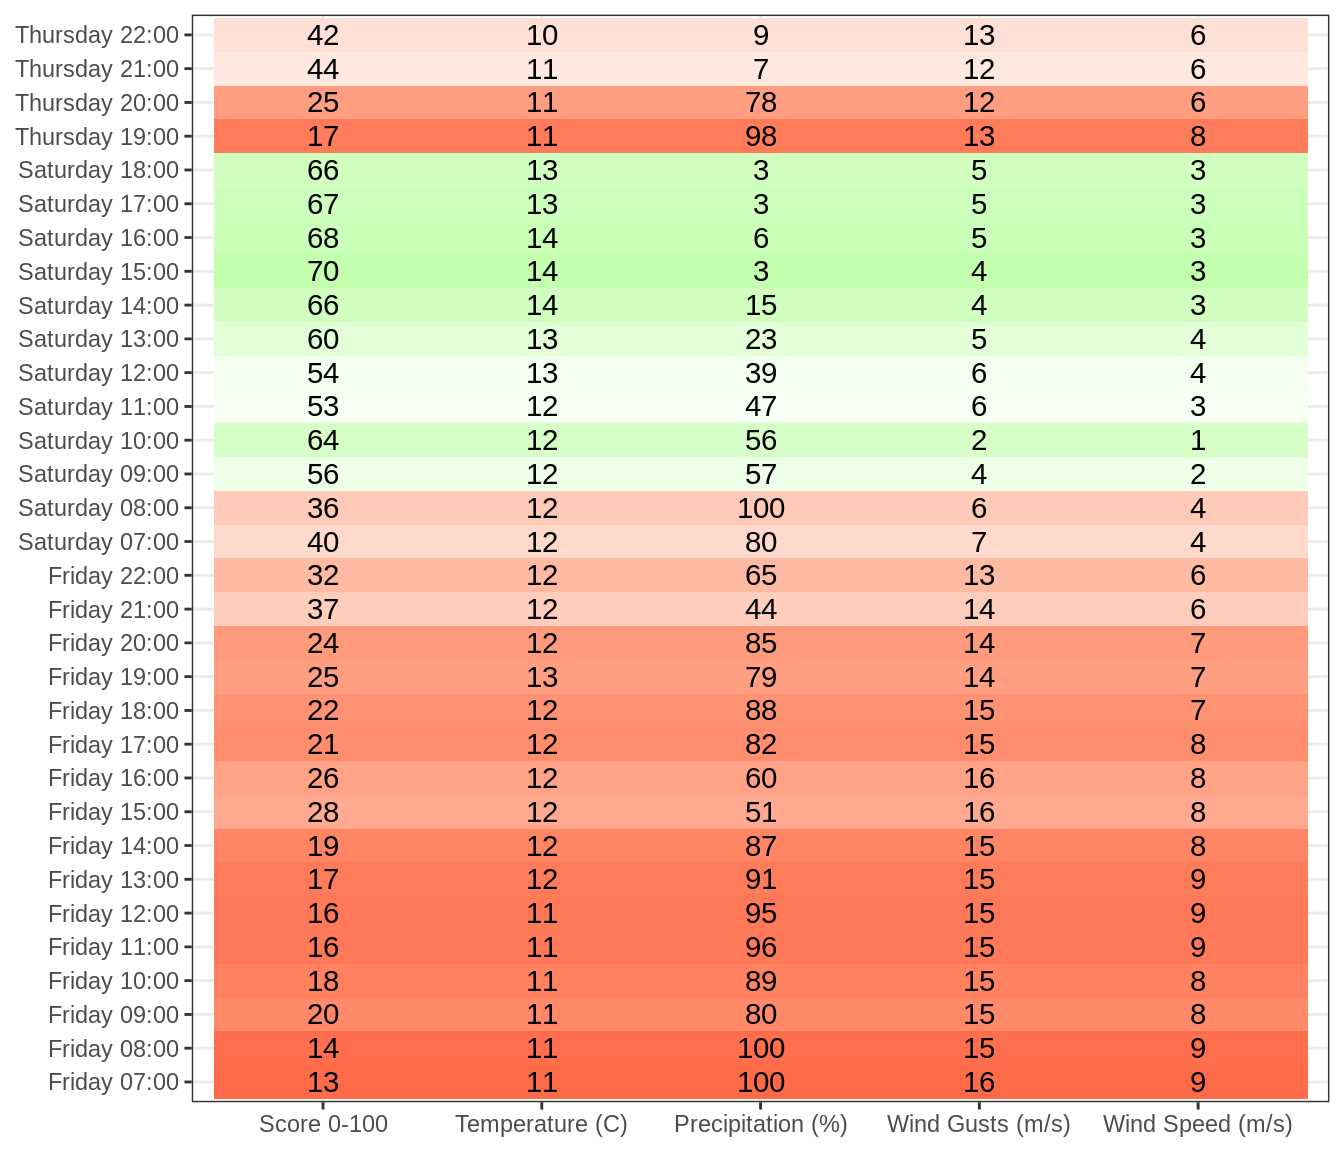 Thursday 22:00 42 10 9 13 6
Thursday 21:00 44 11 7 12 6
Thursday 20:00 25 11 78 12 6
Thursday 19:00 17 11 98 13 8
Saturday 18:00 66 13 3 5 3
Saturday 17:00 67 13 3 5 3
Saturday 16:00 68 14 6 5 3
Saturday 15:00 70 14 3 4 3
Saturday 14:00 66 14 15 4 3
Saturday 13:00 60 13 23 5 4
Saturday 12:00 54 13 39 6 4
Saturday 11:00 53 12 47 6 3
Saturday 10:00 64 12 56 2 1
Saturday 09:00 56 12 57 4 2
Saturday 08:00 36 12 100 6 4
Saturday 07:00 40 12 80 7 4
Friday 22:00 32 12 65 13 6
Friday 21:00 37 12 44 14 6
Friday 20:00 24 12 85 14 7
Friday 19:00 25 13 79 14 7
Friday 18:00 22 12 88 15 7
Friday 17:00 21 12 82 15 8
Friday 16:00 26 12 60 16 8
Friday 15:00 28 12 51 16 8
Friday 14:00 19 12 87 15 8
Friday 13:00 17 12 91 15 9
Friday 12:00 16 11 95 15 9
Friday 11:00 16 11 96 15 9
Friday 10:00 18 11 89 15 8
Friday 09:00 20 11 80 15 8
Friday 08:00 14 11 100 15 9
Friday 07:00 13 11 100 16 9
Score 0-100 Temperature (C) Precipitation (%) Wind Gusts (m/s) Wind Speed (m/s)